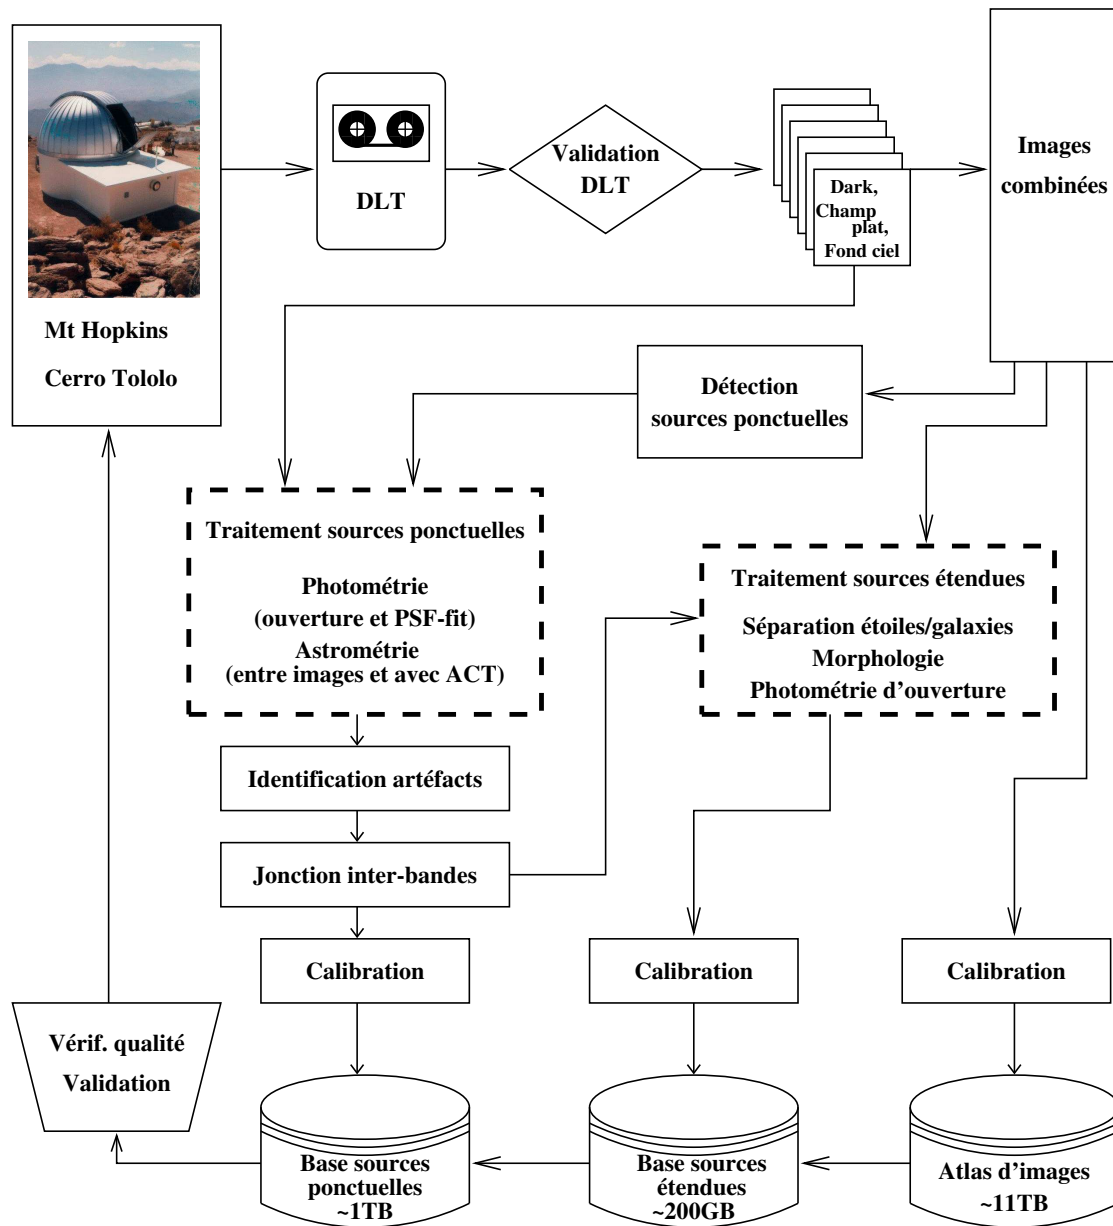 Mt Hopkins
Cerro Tololo
DLT
Validation
DLT
Dark,
Champ
plat,
Fond ciel
Images
combinées
Détection
sources ponctuelles
Traitement sources ponctuelles
Photométrie
(ouverture et PSF-fit)
Astrométrie
(entre images et avec ACT)
Traitement sources étendues
Séparation étoiles/galaxies
Morphologie
Photométrie d'ouverture
Identification artéfacts
Jonction inter-bandes
Calibration
Calibration
Calibration
Vérif. qualité
Validation
Base sources
ponctuelles
~1TB
Base sources
étendues
~200GB
Atlas d'images
~11TB